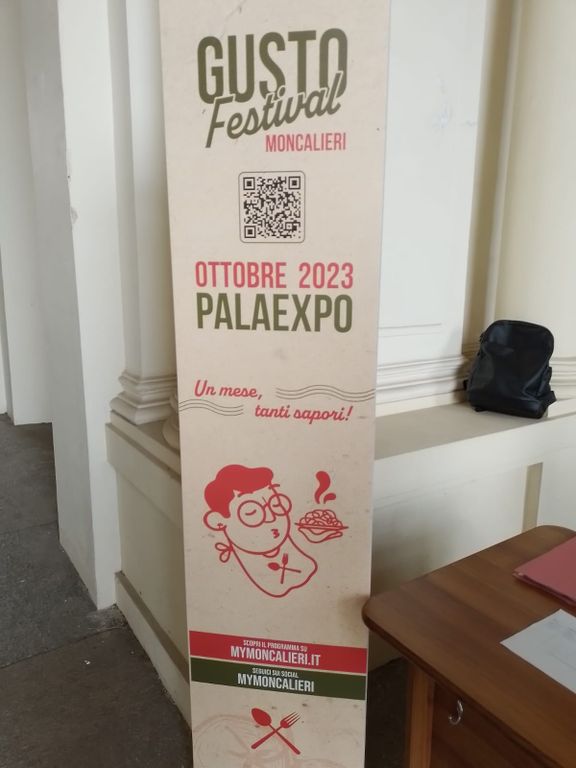 GUSTO
Festival
MONCALIERI
OTTOBRE 2023
PALAEXPO
Un mese,
tanti sapori!
SCOPRI IL PROGRAMMA SU
MYMONCALIERI.IT
SEGUICI SUI SOCIAL
MYMONCALIERI